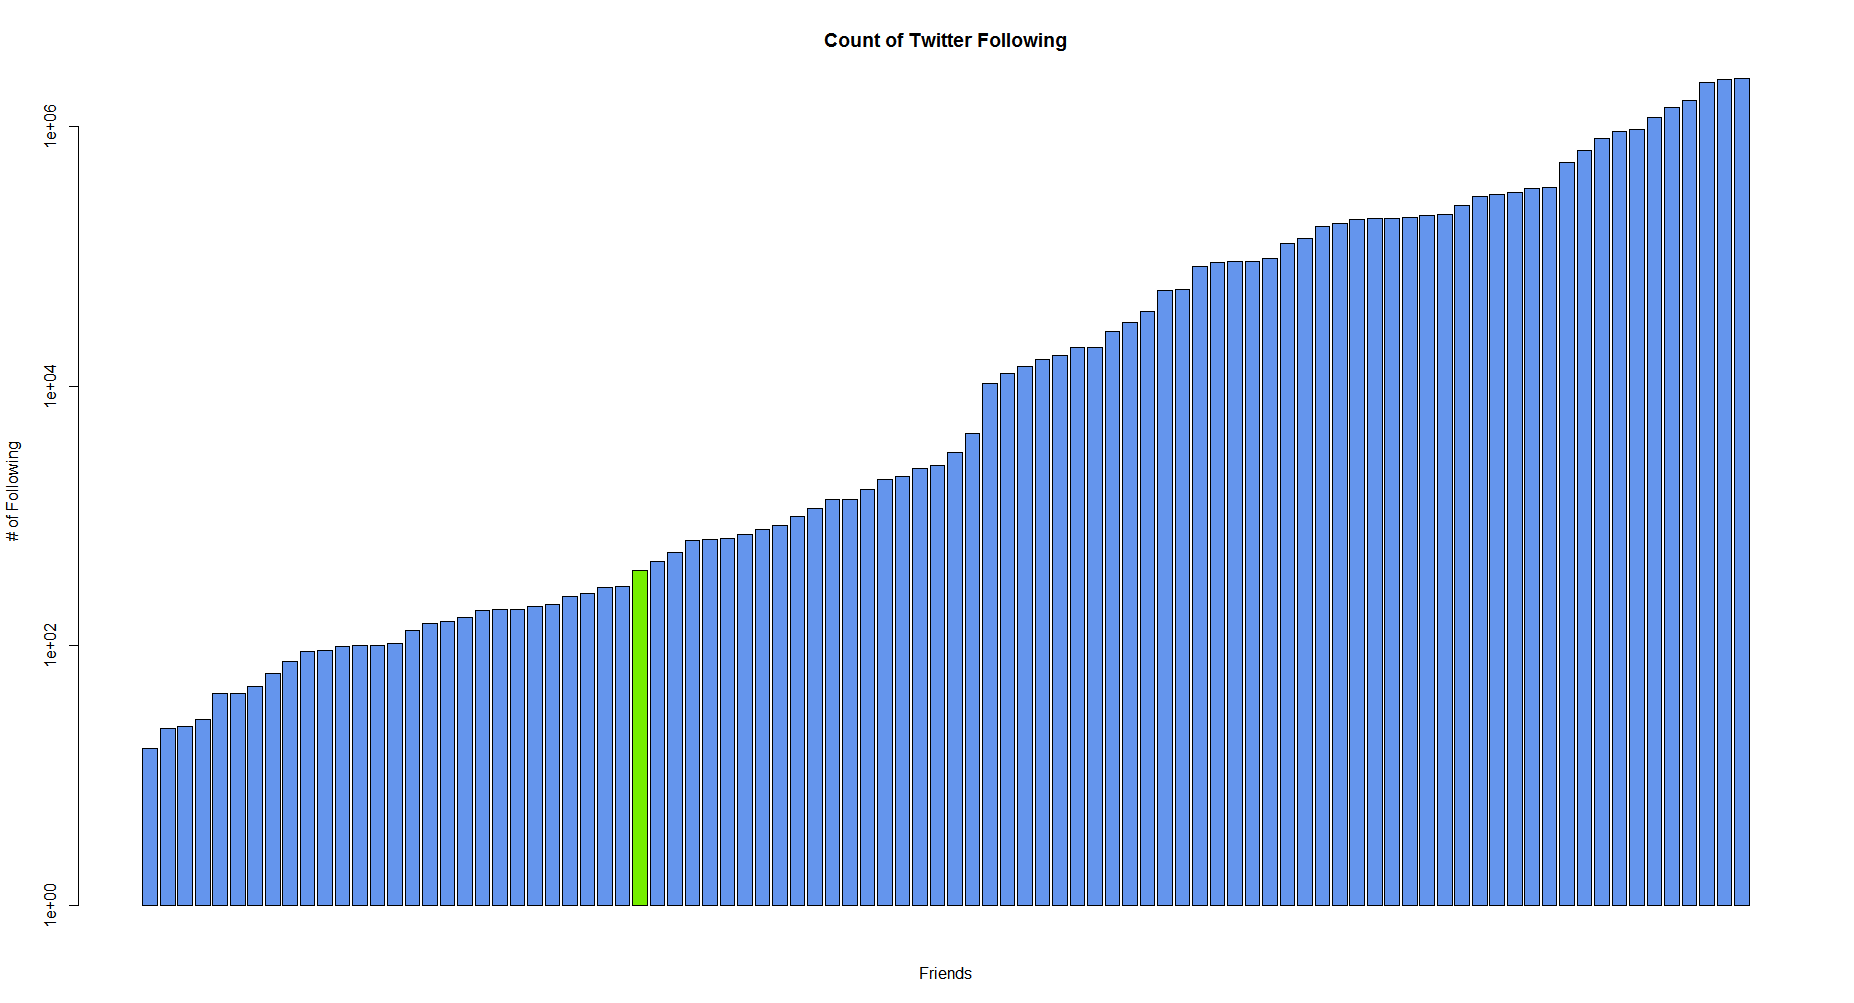 Count of Twitter Following
1e+06
1e+04
1e+02
1e+00
# of Following
Friends